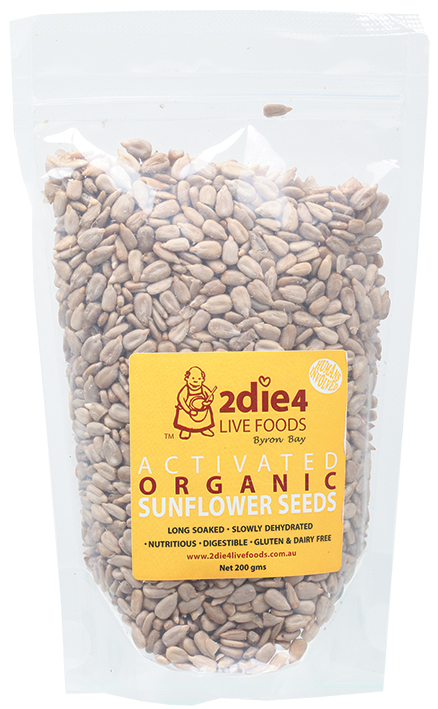 2die4
LIVE FOODS
Byron Bay
TM
ACTIVATED
ORGANIC
SUNFLOWER SEEDS
LONG SOAKED • SLOWLY DEHYDRATED
• NUTRITIOUS • DIGESTIBLE • GLUTEN & DAIRY FREE
www.2die4livefoods.com.au
Net 200 gms